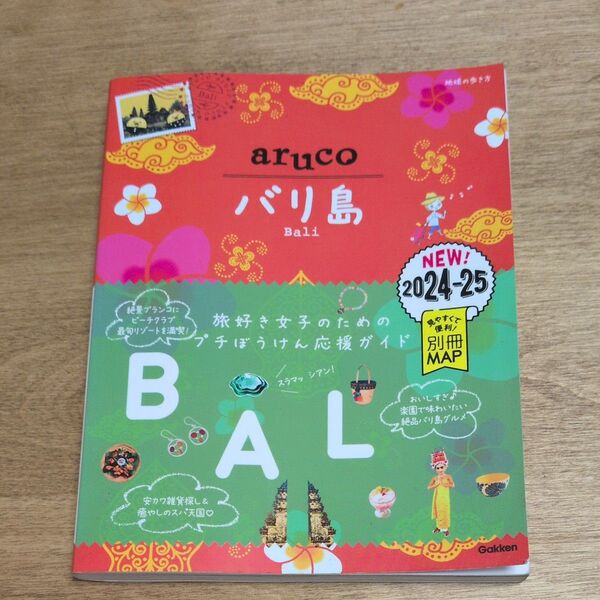 地球の歩き方
Bali
aruco
バリ島
Bali
NEW!
2024-25
見やすくて
便利!
別冊
MAP
絶景ブランコに
ビーチクラブ
最旬リゾートを満喫!
旅好き女子のための
プチぼうけん応援ガイド
スラマッ シアン!
BAL
おいしすぎ♪
楽園で味わいたい
絶品バリ島グルメ
安カワ雑貨探し&
癒やしのスパ天国♡
Gakken